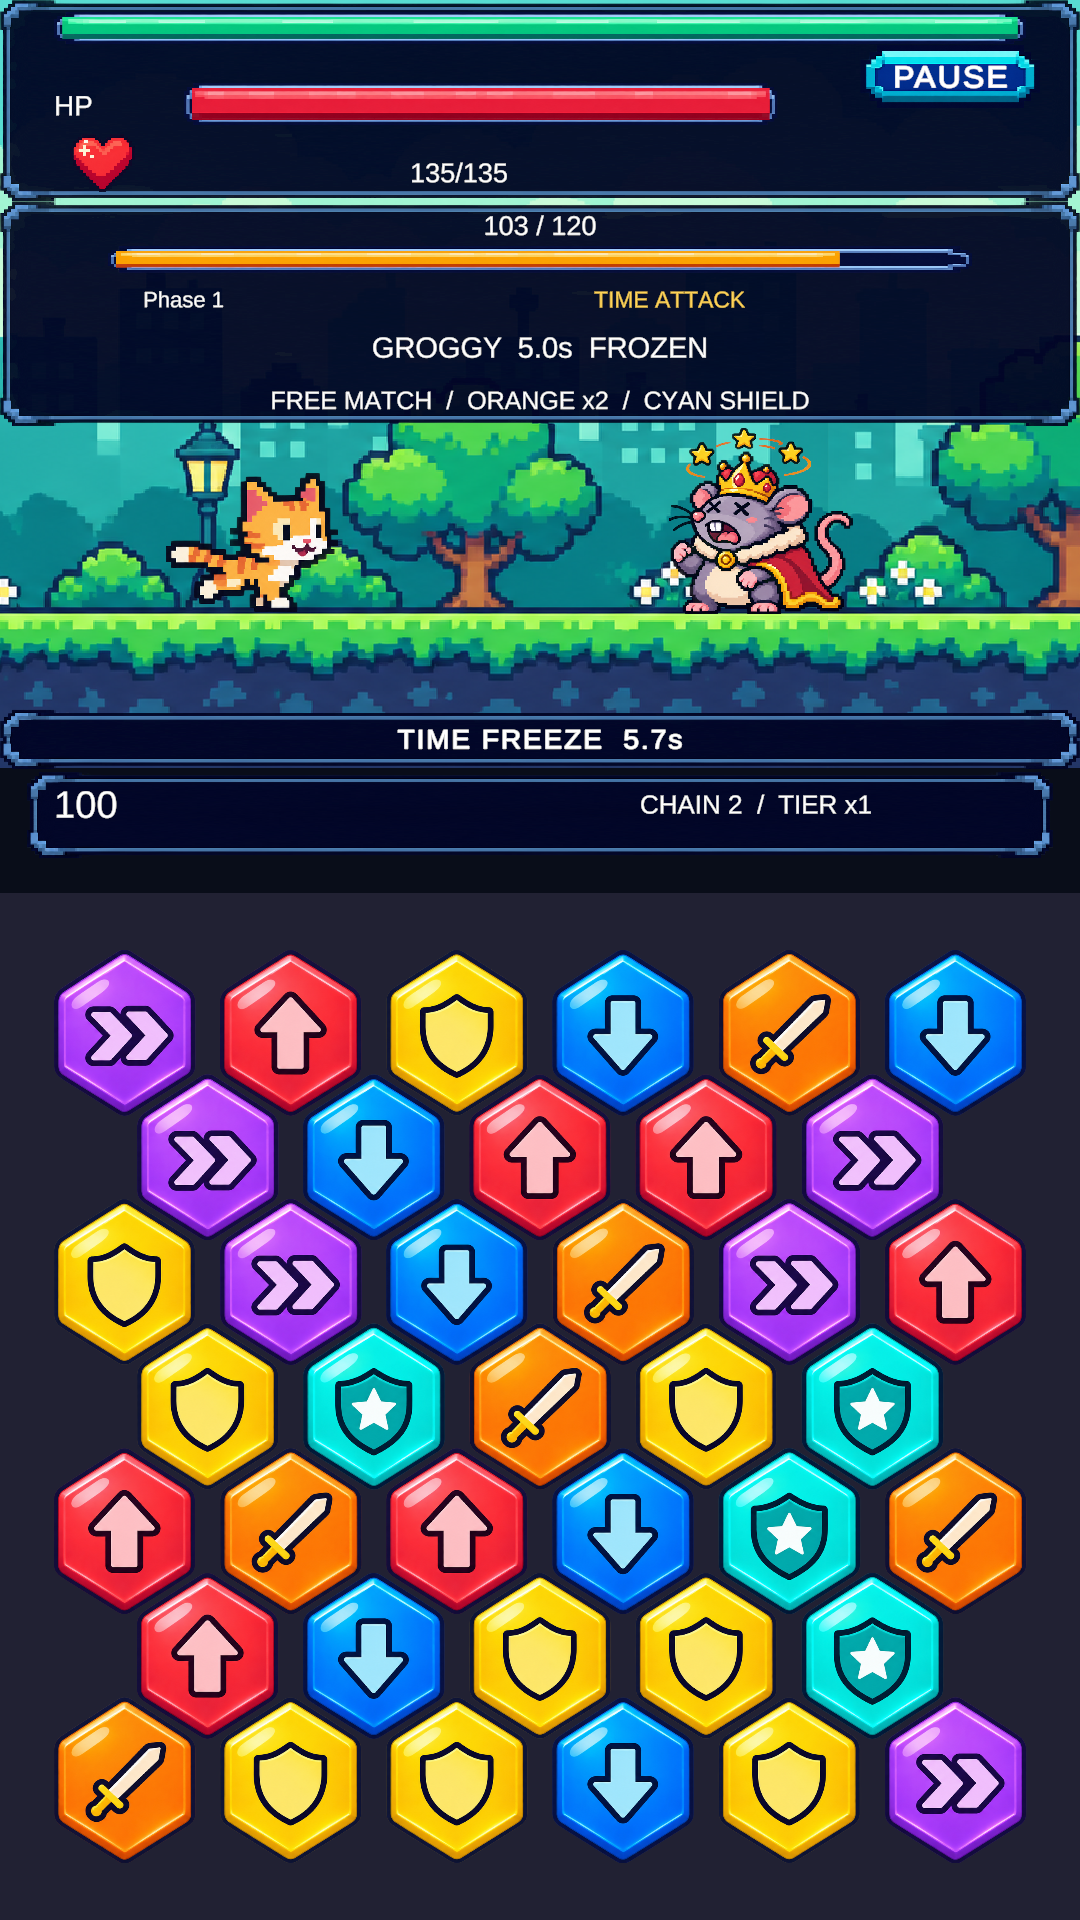 PAUSE
HP
135/135
103 / 120
Phase 1
TIME ATTACK
GROGGY 5.0s FROZEN
FREE MATCH / ORANGE x2 / CYAN SHIELD
TIME FREEZE 5.7s
100
CHAIN 2 / TIER x1